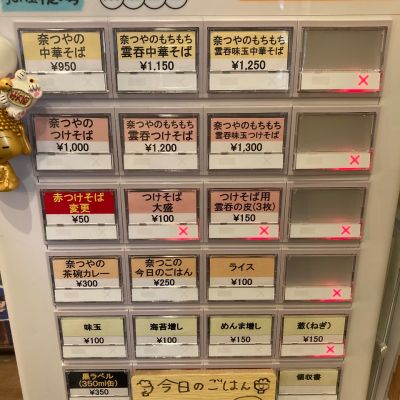 奈つやの
中華そば
¥950
奈つやのもちもち
雲呑中華そば
¥1,150
奈つやのもちもち
雲呑味玉中華そば
¥1,250
奈つやの
つけそば
¥1,000
奈つやのもちもち
雲呑つけそば
¥1,200
奈つやのもちもち
雲呑味玉つけそば
¥1,300
赤つけそば
変更
¥50
つけそば
大盛
¥100
つけそば用
雲呑の皮(3枚)
¥150
奈つやの
茶碗カレー
¥300
奈つこの
今日のごはん
¥250
ライス
¥100
味玉
¥100
海苔増し
¥100
めんま増し
¥150
葱(ねぎ)
¥150
黒ラベル
(350ml缶)
¥350
今日のごはん
領収書